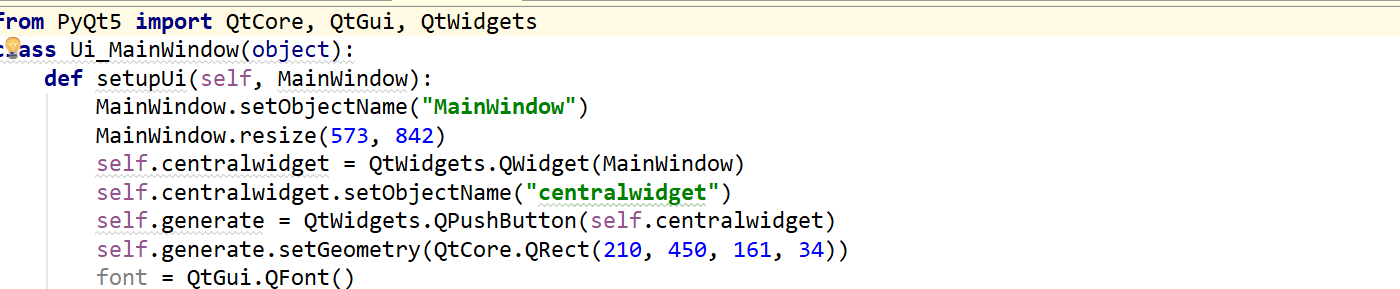 from PyQt5 import QtCore, QtGui, QtWidgets
class Ui_MainWindow(object):
    def setupUi(self, MainWindow):
        MainWindow.setObjectName("MainWindow")
        MainWindow.resize(573, 842)
        self.centralwidget = QtWidgets.QWidget(MainWindow)
        self.centralwidget.setObjectName("centralwidget")
        self.generate = QtWidgets.QPushButton(self.centralwidget)
        self.generate.setGeometry(QtCore.QRect(210, 450, 161, 34))
        font = QtGui.QFont()